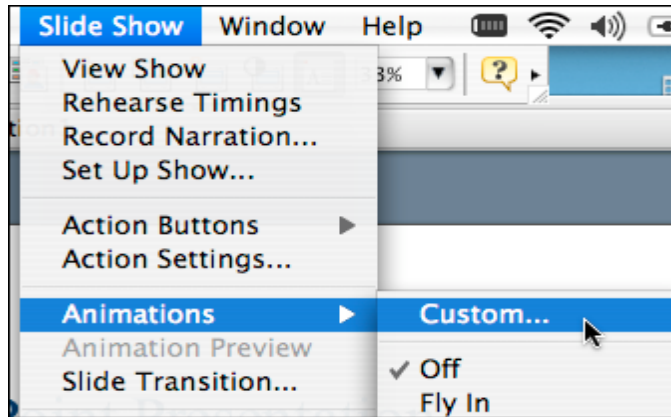 Slide Show Window Help
View Show
Rehearse Timings
Record Narration...
Set Up Show...
Action Buttons
Action Settings...
Animations
Custom...
Animation Preview
Off
Slide Transition...
Fly In